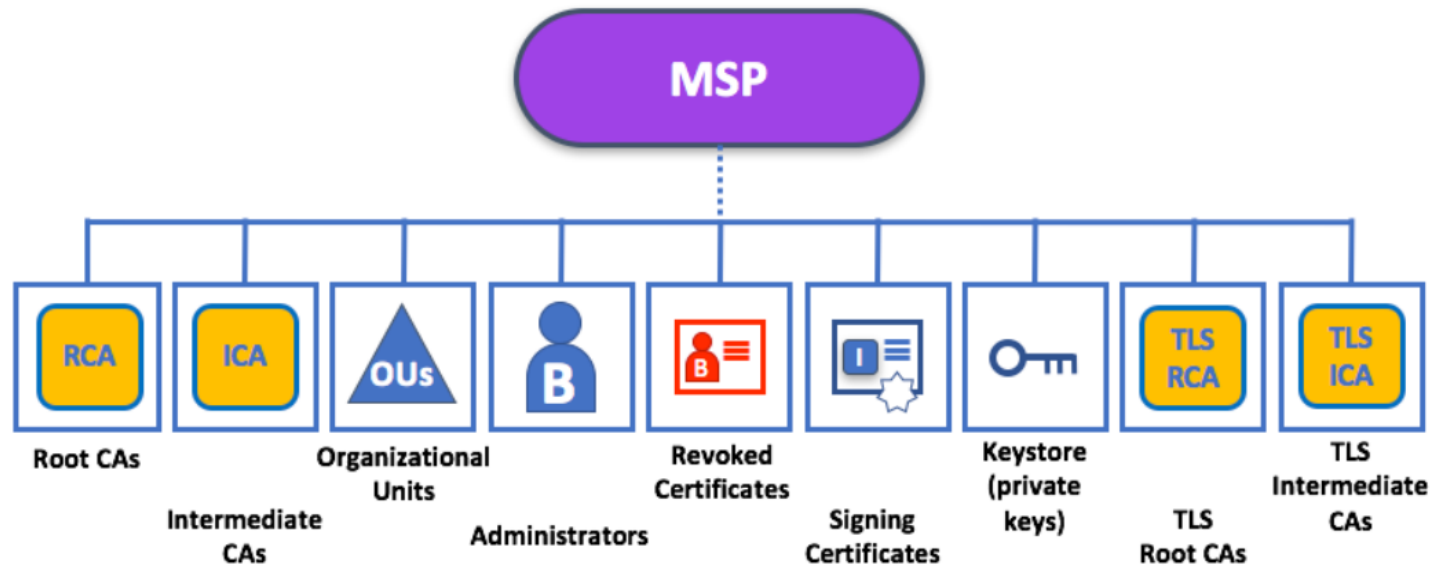 MSP
RCA
ICA
OUs
B
B
I
TLS
RCA
TLS
ICA
Root CAs
Intermediate
CAs
Organizational
Units
Administrators
Revoked
Certificates
Signing
Certificates
Keystore
(private
keys)
TLS
Root CAs
TLS
Intermediate
CAs